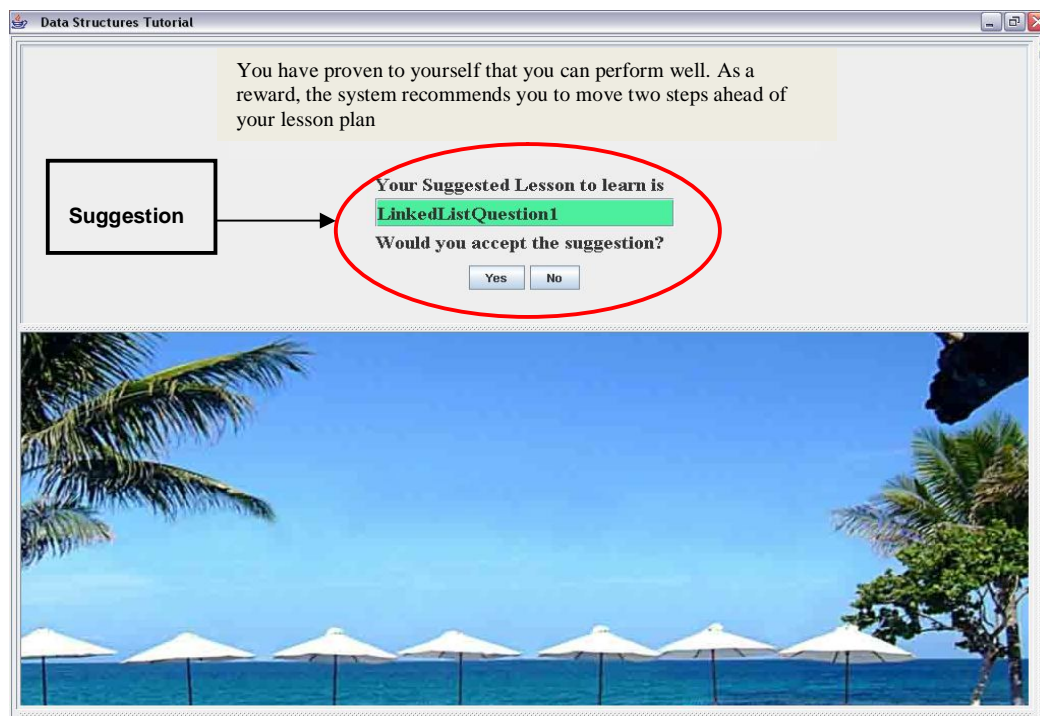 Data Structures Tutorial
You have proven to yourself that you can perform well. As a
reward, the system recommends you to move two steps ahead of
your lesson plan
Your Suggested Lesson to learn is
Suggestion
LinkedListQuestion1
Would you accept the suggestion?
Yes No